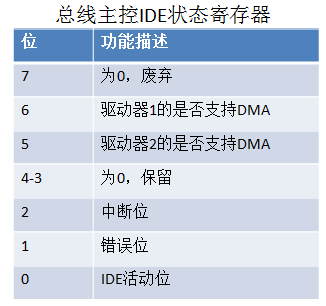 总线主控IDE状态寄存器
位 功能描述
7 为0，废弃
6 驱动器1的是否支持DMA
5 驱动器2的是否支持DMA
4-3 为0，保留
2 中断位
1 错误位
0 IDE活动位